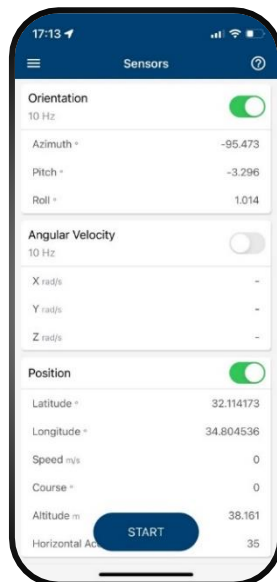 17:13
Sensors
Orientation
10 Hz
Azimuth ° -95.473
Pitch ° -3.296
Roll ° 1.014
Angular Velocity
10 Hz
X rad/s -
Y rad/s -
Z rad/s -
Position
Latitude ° 32.114173
Longitude ° 34.804536
Speed m/s 0
Course ° 0
Altitude m 38.161
START
Horizontal 35